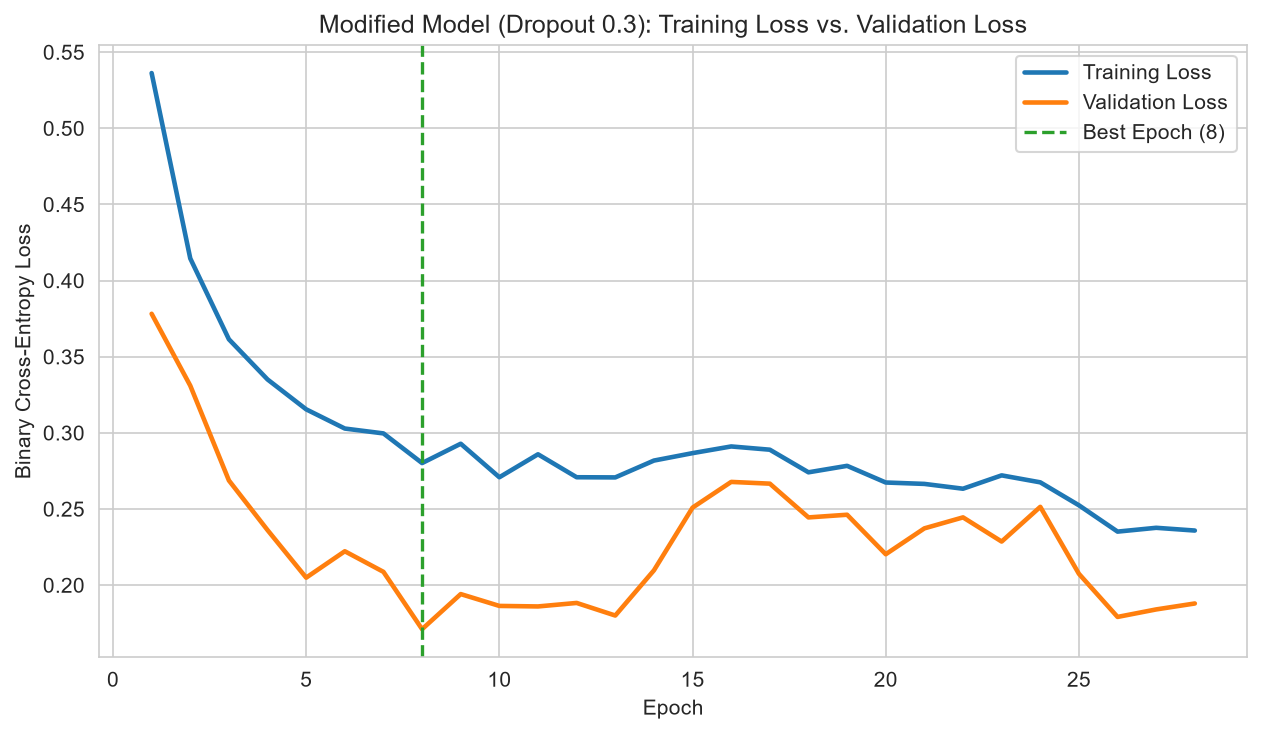 Modified Model (Dropout 0.3): Training Loss vs. Validation Loss
Training Loss
Validation Loss
Best Epoch (8)
Binary Cross-Entropy Loss
0.55
0.50
0.45
0.40
0.35
0.30
0.25
0.20
0
5
10
15
20
25
Epoch